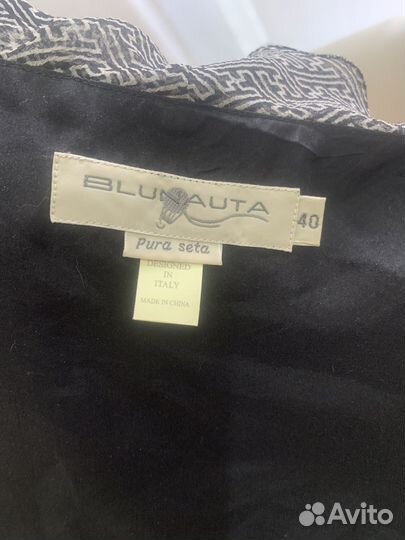 BLUNAUTA
40
Pura seta
DESIGNED
IN
ITALY
MADE IN CHINA
Avito